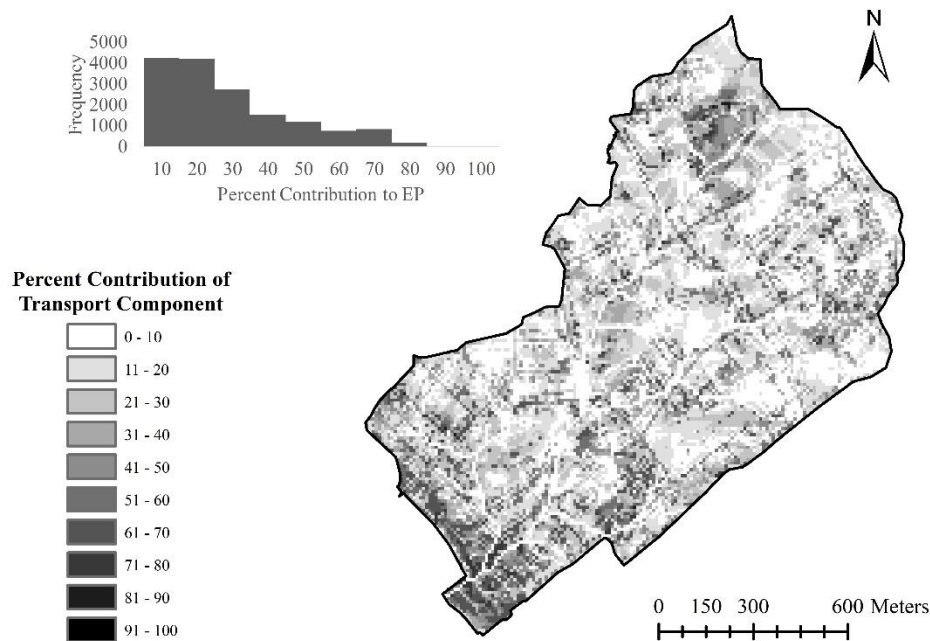 5000
4000
3000
2000
1000
0
Frequency
10 20 30 40 50 60 70 80 90 100
Percent Contribution to EP
N
Percent Contribution of
Transport Component
0 - 10
11 - 20
21 - 30
31 - 40
41 - 50
51 - 60
61 - 70
71 - 80
81 - 90
91 - 100
0 150 300 600 Meters